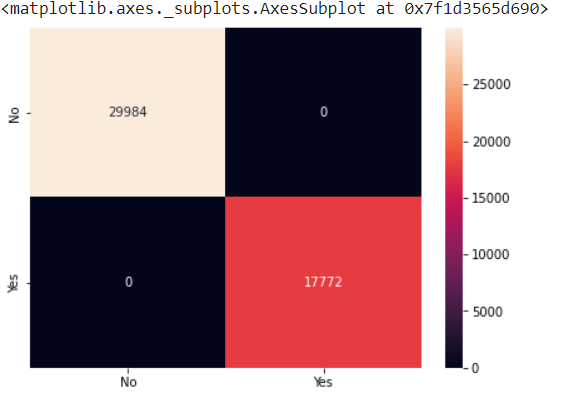 <matplotlib.axes._subplots.AxesSubplot at 0x7f1d3565d690>
No
29984 0
Yes
0 17772
No Yes
25000
20000
15000
10000
5000
0